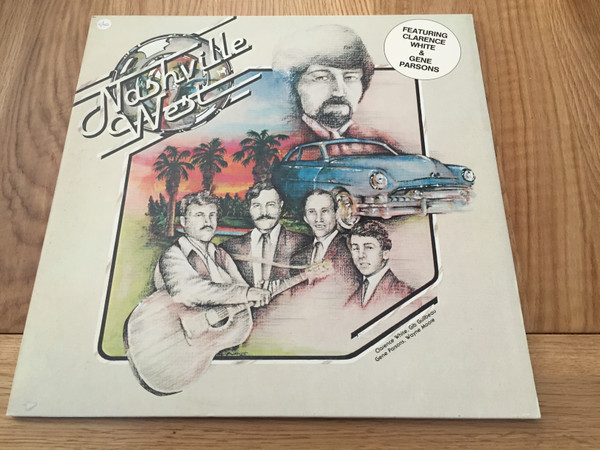 Nashville
West
FEATURING
CLARENCE
WHITE
&
GENE
PARSONS
Clarence White, Gib Guilbeau
Gene Parsons, Wayne Moore